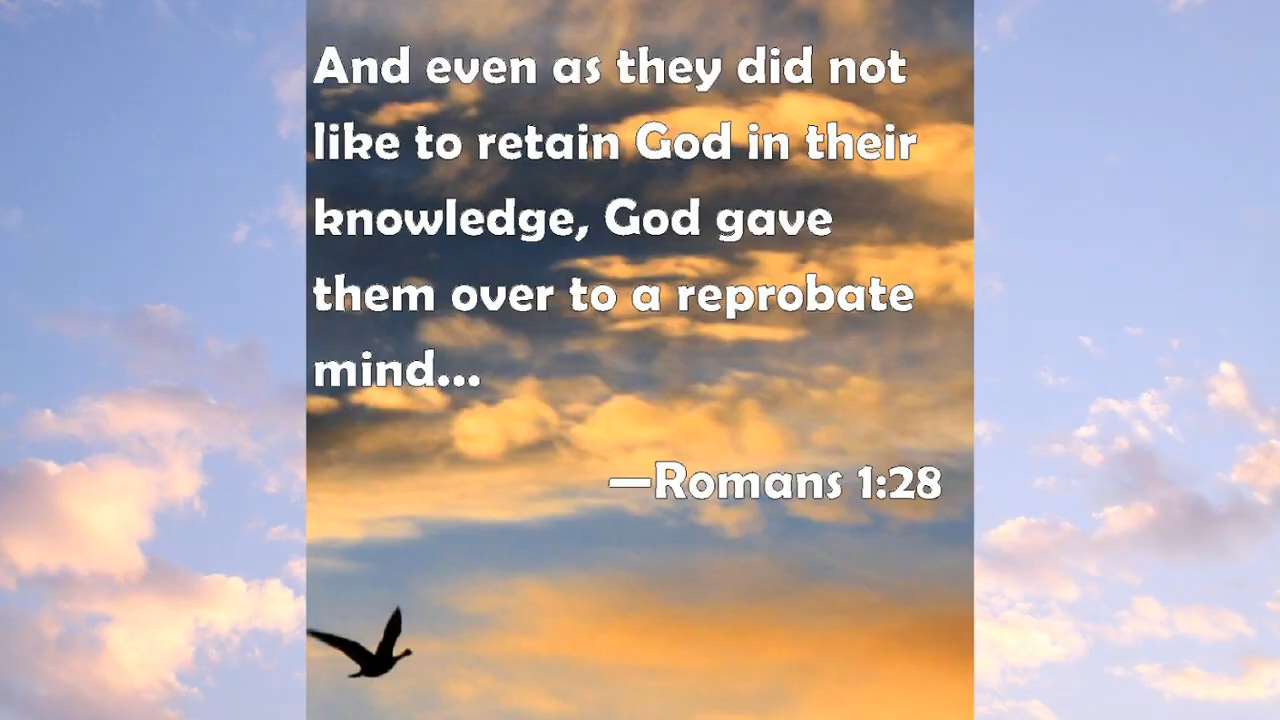 And even as they did not
like to retain God in their
knowledge, God gave
them over to a reprobate
mind...
—Romans 1:28